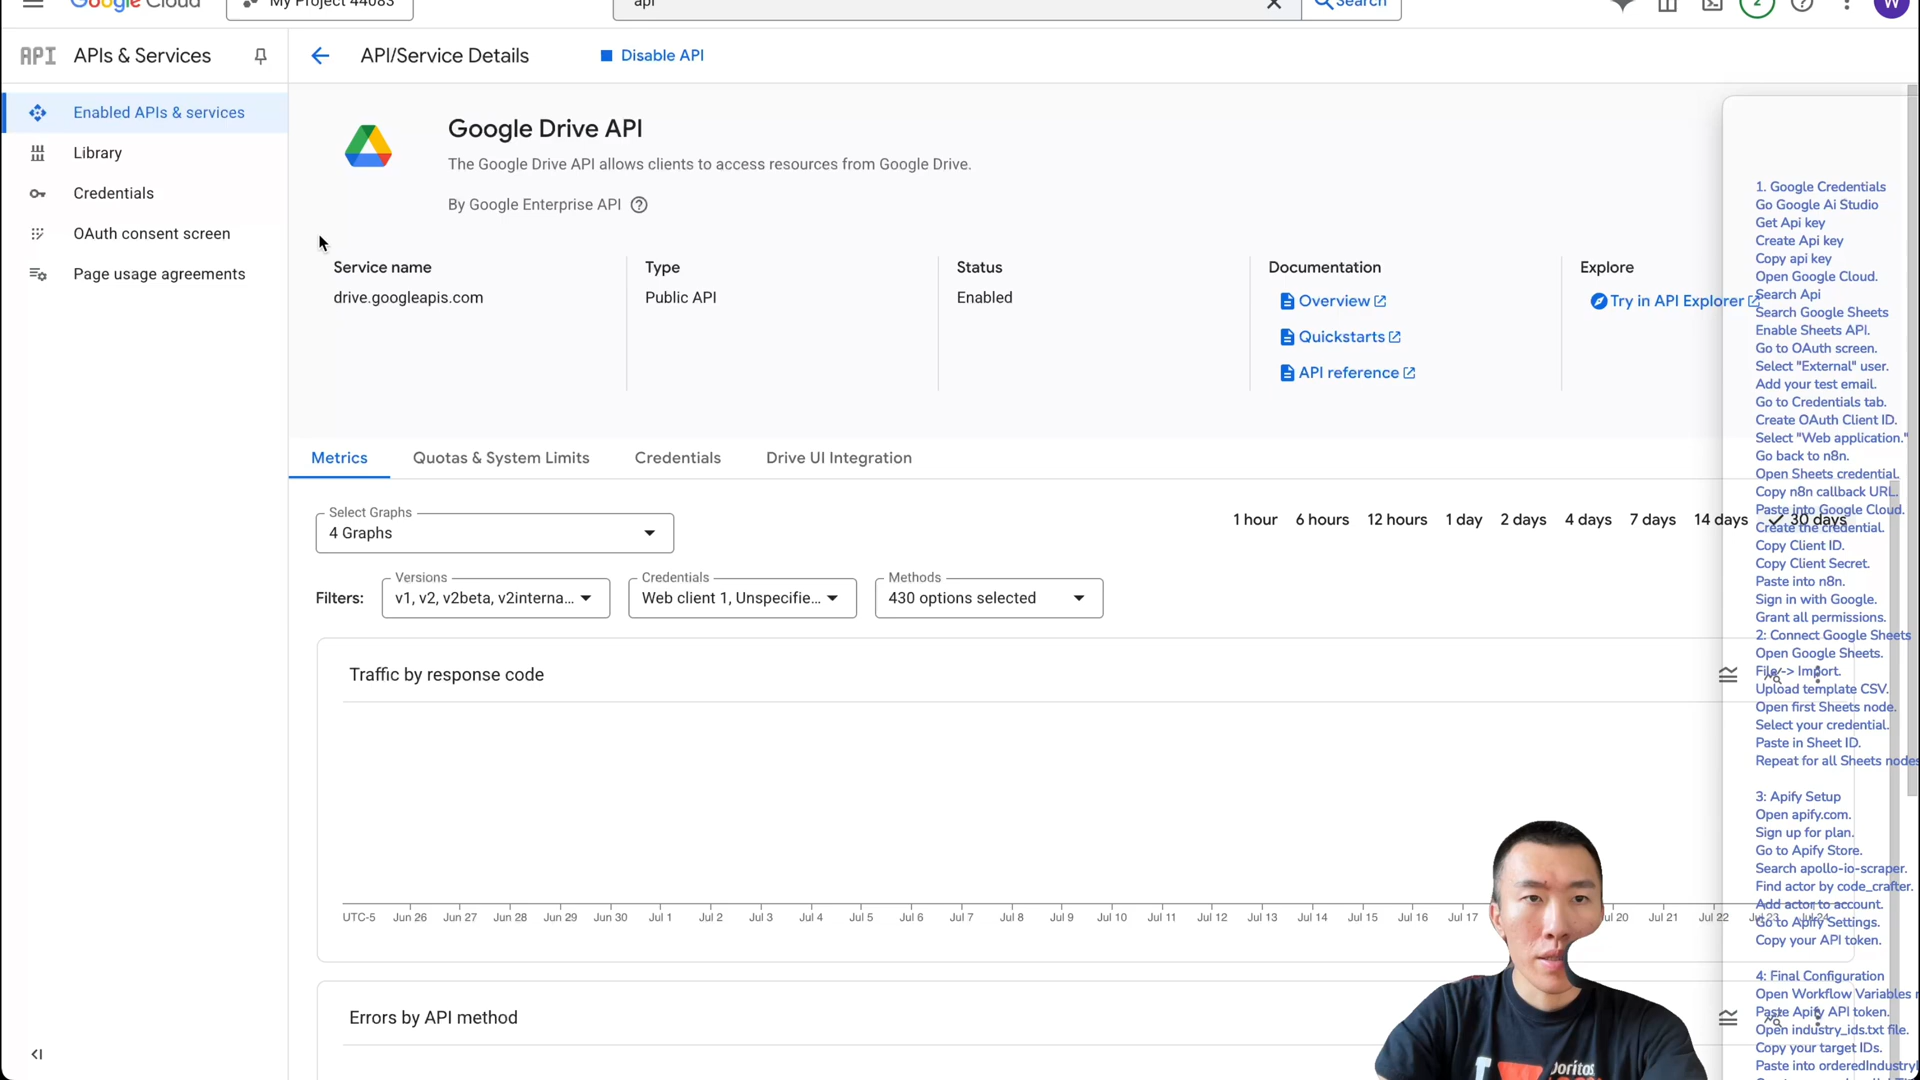 Google Cloud
My Project 44083
api
Search
2
W
API APIs & Services
API/Service Details
Disable API
Enabled APIs & services
Library
Credentials
OAuth consent screen
Page usage agreements
Google Drive API
The Google Drive API allows clients to access resources from Google Drive.
By Google Enterprise API
Service name
drive.googleapis.com
Type
Public API
Status
Enabled
Documentation
Overview
Quickstarts
API reference
Explore
Try in API Explorer
Metrics
Quotas & System Limits
Credentials
Drive UI Integration
Select Graphs
4 Graphs
1 hour 6 hours 12 hours 1 day 2 days 4 days 7 days 14 days 30 days
Filters:
Versions
v1, v2, v2beta, v2interna...
Credentials
Web client 1, Unspecifie...
Methods
430 options selected
Traffic by response code
UTC-5 Jun 26 Jun 27 Jun 28 Jun 29 Jun 30 Jul 1 Jul 2 Jul 3 Jul 4 Jul 5 Jul 6 Jul 7 Jul 8 Jul 9 Jul 10 Jul 11 Jul 12 Jul 13 Jul 14 Jul 15 Jul 16 Jul 17 Jul 20 Jul 21 Jul 22 Jul 23 Jul 24
Errors by API method
1. Google Credentials
Go Google Ai Studio
Get Api key
Create Api key
Copy api key
Open Google Cloud.
Search Api
Search Google Sheets
Enable Sheets API.
Go to OAuth screen.
Select "External" user.
Add your test email.
Go to Credentials tab.
Create OAuth Client ID.
Select "Web application."
Go back to n8n.
Open Sheets credential.
Copy n8n callback URL.
Paste into Google Cloud.
Create the credential.
Copy Client ID.
Copy Client Secret.
Paste into n8n.
Sign in with Google.
Grant all permissions.
2: Connect Google Sheets
Open Google Sheets.
File -> Import.
Upload template CSV.
Open first Sheets node.
Select your credential.
Paste in Sheet ID.
Repeat for all Sheets nodes
3: Apify Setup
Open apify.com.
Sign up for plan.
Go to Apify Store.
Search apollo-io-scraper.
Find actor by code_crafter.
Add actor to account.
Go to Apify Settings.
Copy your API token.
4: Final Configuration
Open Workflow Variables
Paste Apify API token.
Open industry_ids.txt file.
Copy your target IDs.
Paste into orderedIndustryI
I
Doritos